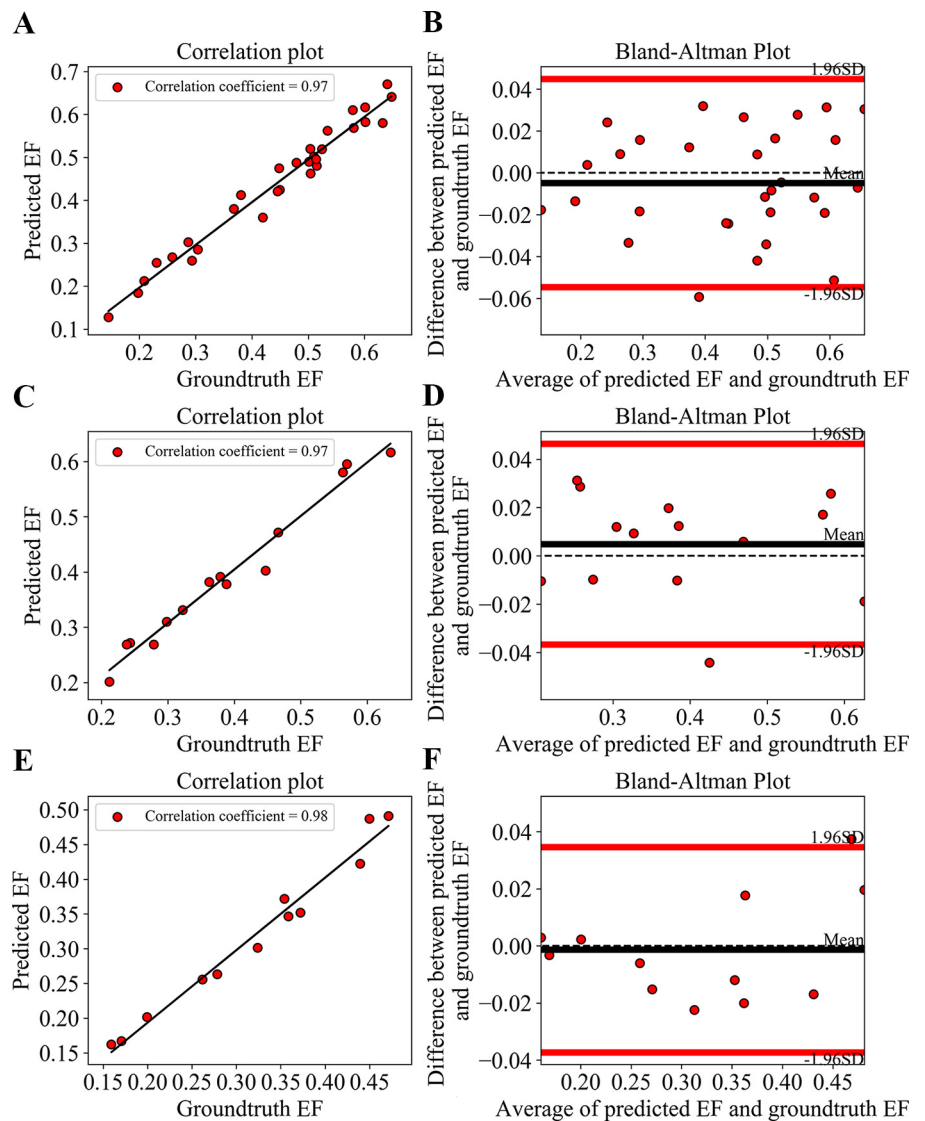 A
Correlation plot
Correlation coefficient = 0.97
0.7
0.6
0.5
0.4
0.3
0.2
0.1
Predicted EF
0.2 0.3 0.4 0.5 0.6
Groundtruth EF
B
Bland-Altman Plot
1.96SD
Mean
-1.96SD
0.04
0.02
0.00
−0.02
−0.04
−0.06
Difference between predicted EF
and groundtruth EF
0.2 0.3 0.4 0.5 0.6
Average of predicted EF and groundtruth EF
C
Correlation plot
Correlation coefficient = 0.97
0.6
0.5
0.4
0.3
0.2
Predicted EF
0.2 0.3 0.4 0.5 0.6
Groundtruth EF
D
Bland-Altman Plot
1.96SD
Mean
-1.96SD
0.04
0.02
0.00
−0.02
−0.04
Difference between predicted EF
and groundtruth EF
0.3 0.4 0.5 0.6
Average of predicted EF and groundtruth EF
E
Correlation plot
Correlation coefficient = 0.98
0.50
0.45
0.40
0.35
0.30
0.25
0.20
0.15
Predicted EF
0.15 0.20 0.25 0.30 0.35 0.40 0.45
Groundtruth EF
F
Bland-Altman Plot
1.96SD
Mean
-1.96SD
0.04
0.02
0.00
−0.02
−0.04
Difference between predicted EF
and groundtruth EF
0.20 0.25 0.30 0.35 0.40 0.45
Average of predicted EF and groundtruth EF